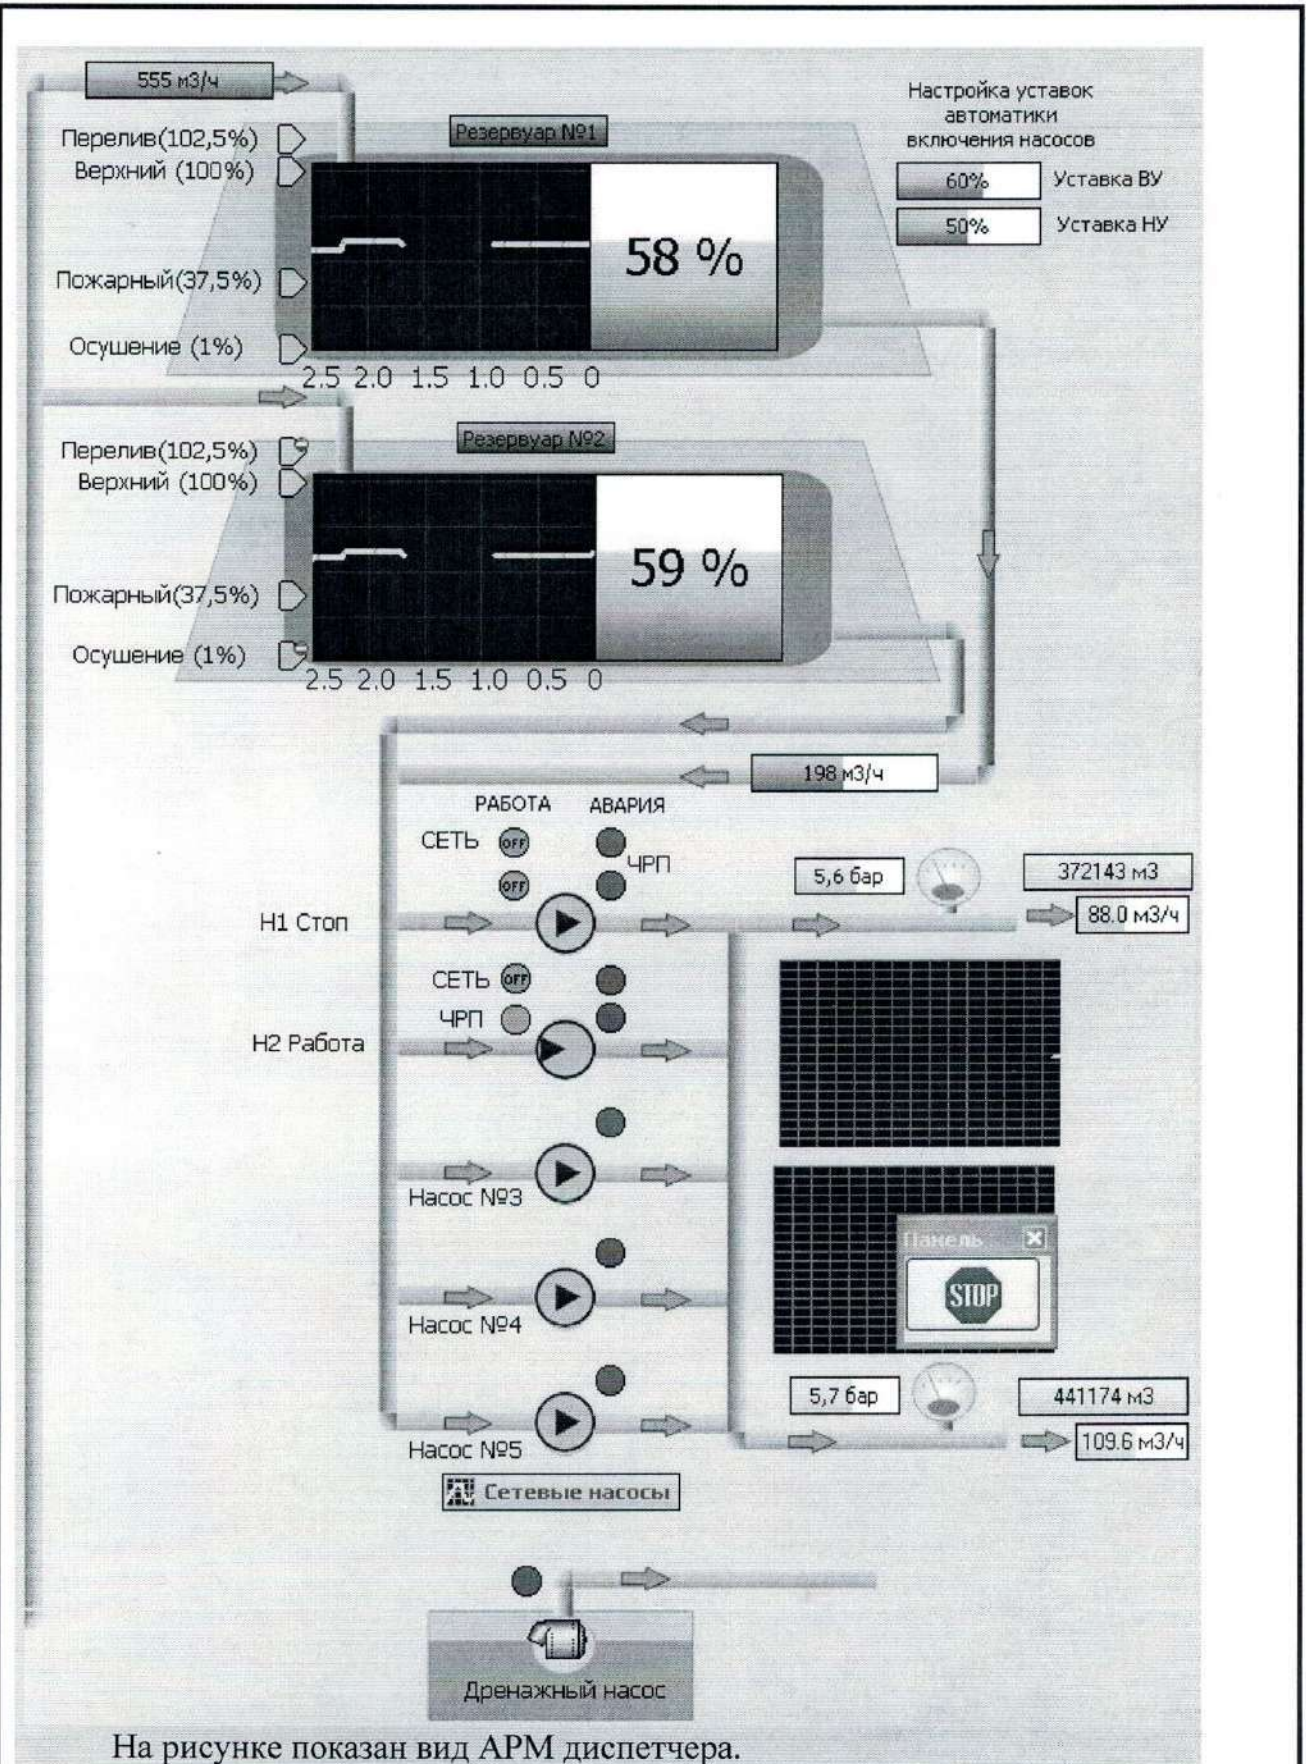 555 м3/ч
Перелив(102,5%)
Верхний (100%)
Пожарный(37,5%)
Осушение (1%)
Резервуар №1
58 %
2.5 2.0 1.5 1.0 0.5 0
Настройка уставок
автоматики
включения насосов
60% Уставка ВУ
50% Уставка НУ
Перелив(102,5%)
Верхний (100%)
Пожарный(37,5%)
Осушение (1%)
Резервуар №2
59 %
2.5 2.0 1.5 1.0 0.5 0
198 м3/ч
РАБОТА АВАРИЯ
СЕТЬ OFF
ЧРП
OFF
5,6 бар
372143 м3
88.0 м3/ч
Н1 Стоп
СЕТЬ OFF
ЧРП
Н2 Работа
Насос №3
Панель
STOP
Насос №4
5,7 бар
441174 м3
109.6 м3/ч
Насос №5
Сетевые насосы
Дренажный насос
На рисунке показан вид АРМ диспетчера.